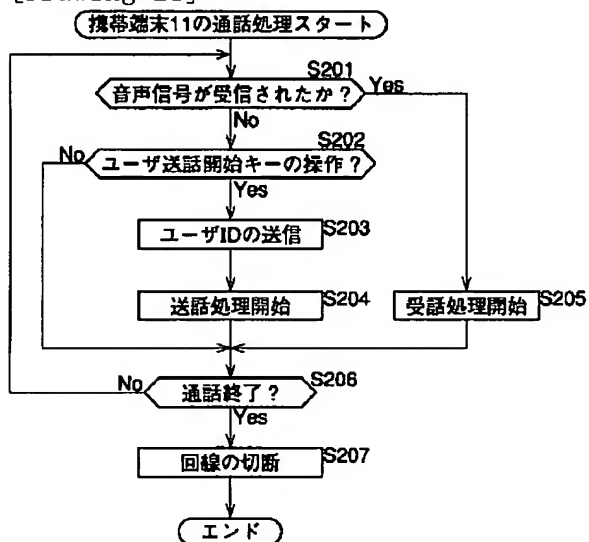 携帯端末11の通話処理スタート
S201
音声信号が受信されたか？
Yes
No
S202
No
ユーザ送話開始キーの操作？
Yes
ユーザIDの送信
S203
送話処理開始
S204
受話処理開始
S205
No
通話終了？
S206
Yes
回線の切断
S207
エンド